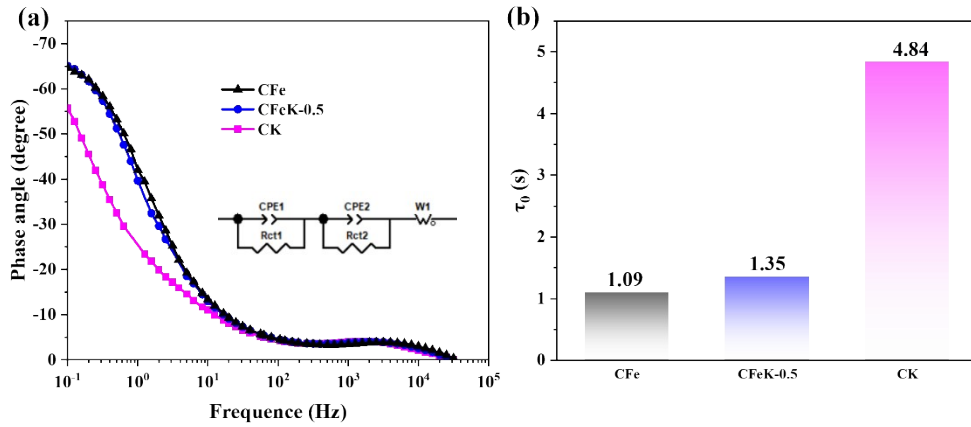 (a)
-70
-60
-50
-40
-30
-20
-10
0
Phase angle (degree)
CFe
CFeK-0.5
CK
CPE1
CPE2
W1
Rct1
Rct2
10⁻¹
10⁰
10¹
10²
10³
10⁴
10⁵
Frequence (Hz)
(b)
5
4
3
2
1
0
τ₀ (s)
1.09
1.35
4.84
CFe
CFeK-0.5
CK